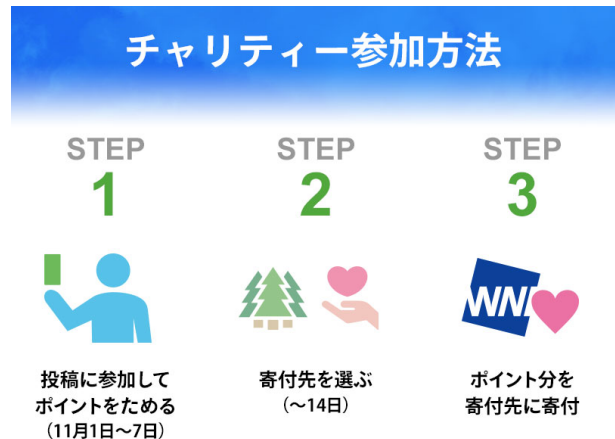 チャリティー参加方法
STEP
1
STEP
2
STEP
3
WNI
投稿に参加して
ポイントをためる
(11月1日〜7日)
寄付先を選ぶ
(〜14日)
ポイント分を
寄付先に寄付